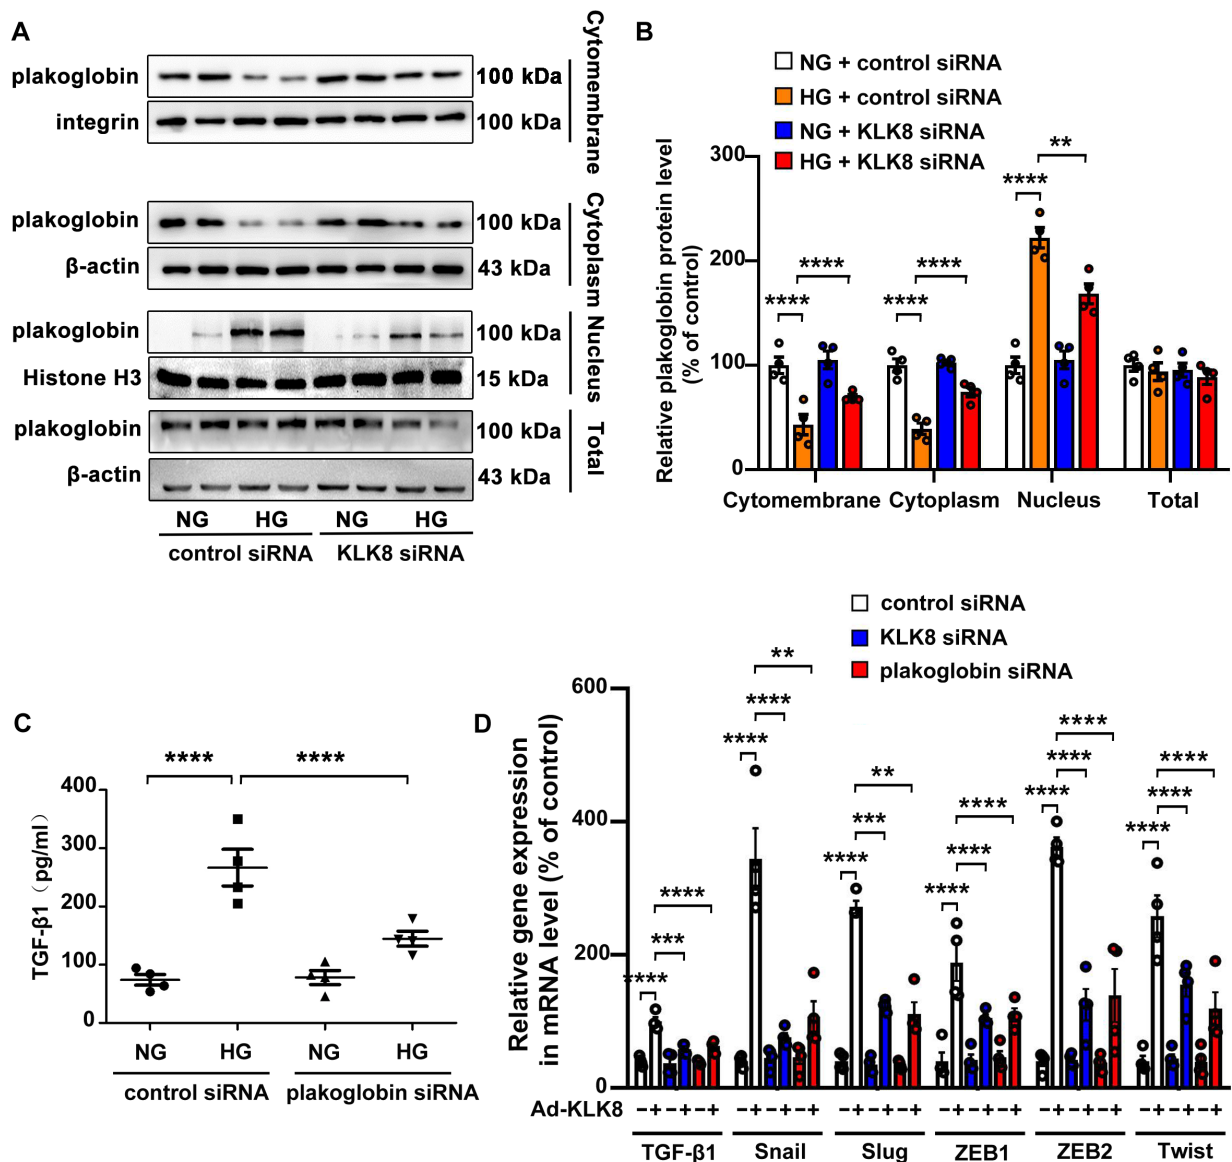 A
plakoglobin
100 kDa
integrin
100 kDa
Cytomembrane
plakoglobin
100 kDa
β-actin
43 kDa
Cytoplasm
plakoglobin
100 kDa
Histone H3
15 kDa
Nucleus
plakoglobin
100 kDa
β-actin
43 kDa
Total
NG HG NG HG
control siRNA KLK8 siRNA
B
NG + control siRNA
HG + control siRNA
NG + KLK8 siRNA
HG + KLK8 siRNA
Relative plakoglobin protein level
(% of control)
300
200
100
0
**** **** **** **** **** **
Cytomembrane Cytoplasm Nucleus Total
C
TGF-β1 (pg/ml)
400
300
200
100
0
**** ****
NG HG NG HG
control siRNA plakoglobin siRNA
D
control siRNA
KLK8 siRNA
plakoglobin siRNA
Relative gene expression
in mRNA level (% of control)
600
400
200
0
**** *** ****
**** **** **
**** *** **
**** **** ****
**** **** ****
**** **** ****
Ad-KLK8 −+−+−+ −+−+−+ −+−+−+ −+−+−+ −+−+−+ −+−+−+
TGF-β1 Snail Slug ZEB1 ZEB2 Twist